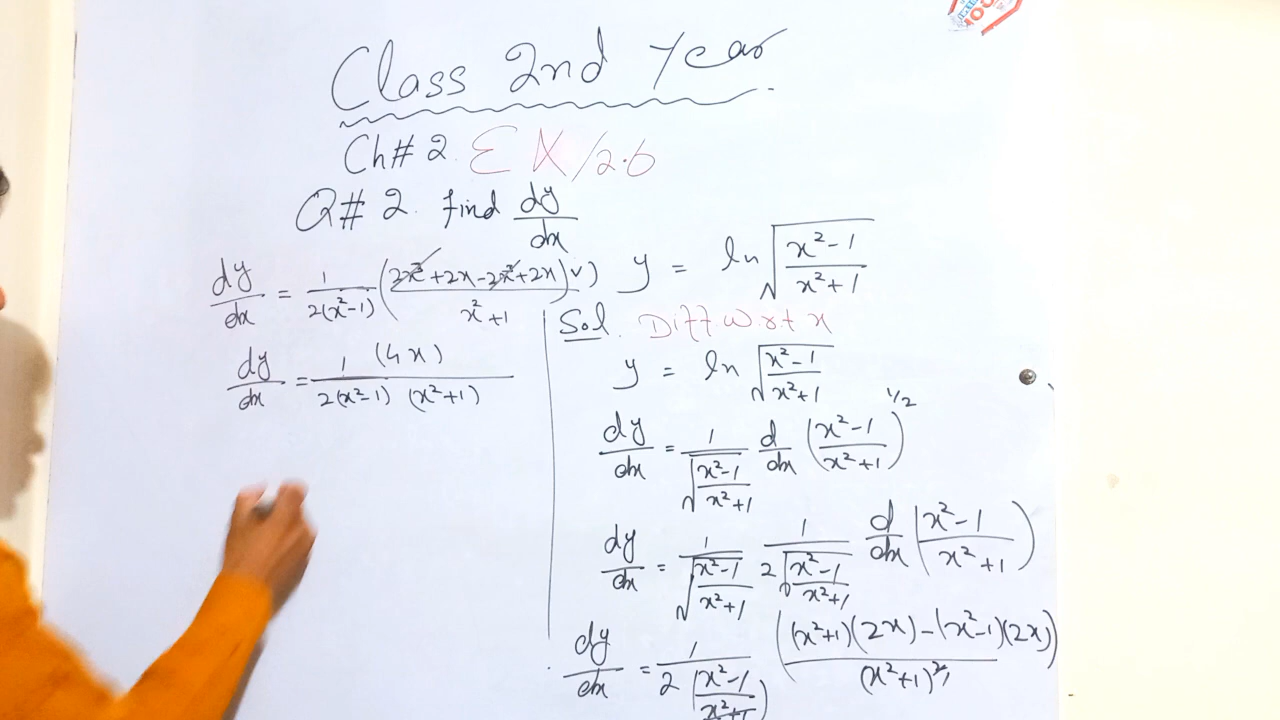 Class 2nd Year
Ch# 2. EX/2.6
Q# 2. find dy/dx
y = ln √((x²-1)/(x²+1))
Sol. Diff. w.r.t x
y = ln √((x²-1)/(x²+1))
dy/dx = 1/√((x²-1)/(x²+1)) d/dx ((x²-1)/(x²+1))^1/2
dy/dx = 1/√((x²-1)/(x²+1)) 1/(2√((x²-1)/(x²+1))) d/dx ((x²-1)/(x²+1))
dy/dx = 1/(2((x²-1)/(x²+1))) (((x²+1)(2x)-(x²-1)(2x))/(x²+1)²)
dy/dx = 1/(2(x²-1)) ((2x²+2x-2x²+2x)/(x²+1))
dy/dx = 1 (4x)/(2(x²-1) (x²+1))